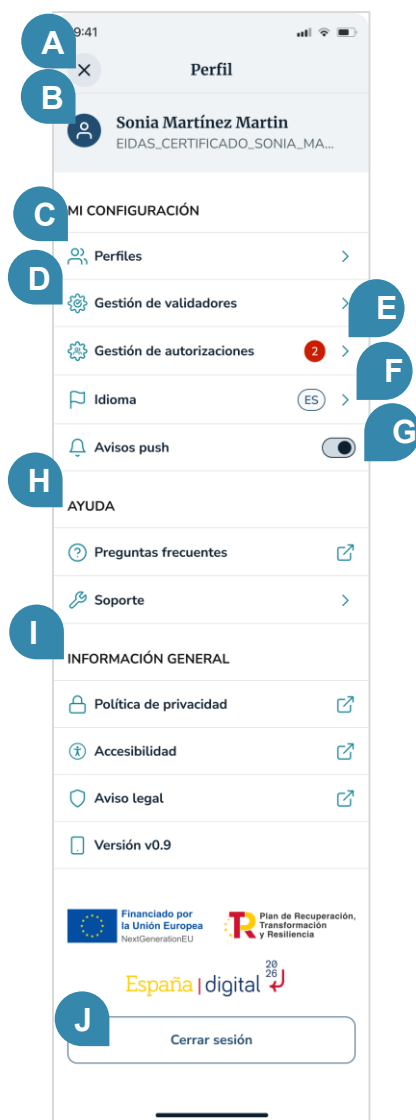 A
9:41
Perfil
B
Sonia Martínez Martin
EIDAS_CERTIFICADO_SONIA_MA...
C
MI CONFIGURACIÓN
Perfiles
D
Gestión de validadores
E
Gestión de autorizaciones 2
F
Idioma ES
G
Avisos push
H
AYUDA
Preguntas frecuentes
Soporte
I
INFORMACIÓN GENERAL
Política de privacidad
Accesibilidad
Aviso legal
Versión v0.9
Financiado por
la Unión Europea
NextGenerationEU
Plan de Recuperación,
Transformación
y Resiliencia
España | digital 2026
J
Cerrar sesión